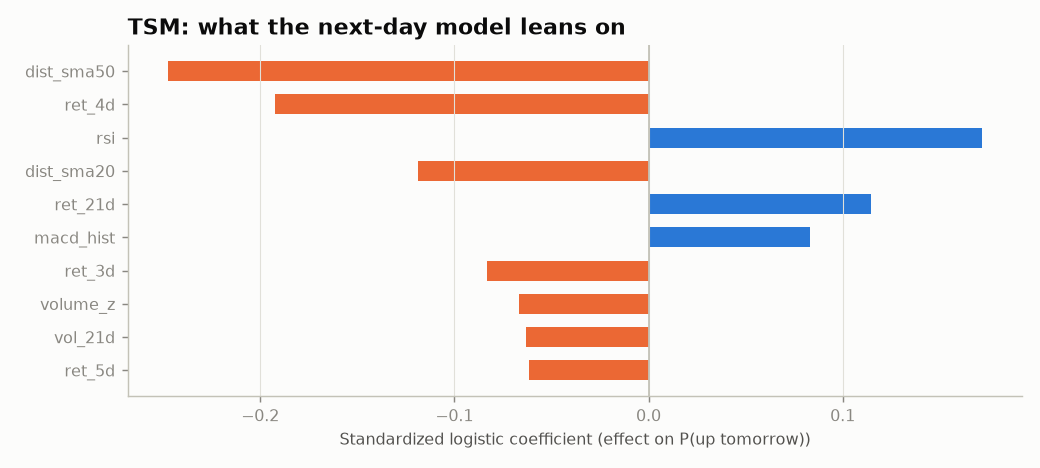 TSM: what the next-day model leans on
dist_sma50
ret_4d
rsi
dist_sma20
ret_21d
macd_hist
ret_3d
volume_z
vol_21d
ret_5d
−0.2 −0.1 0.0 0.1
Standardized logistic coefficient (effect on P(up tomorrow))